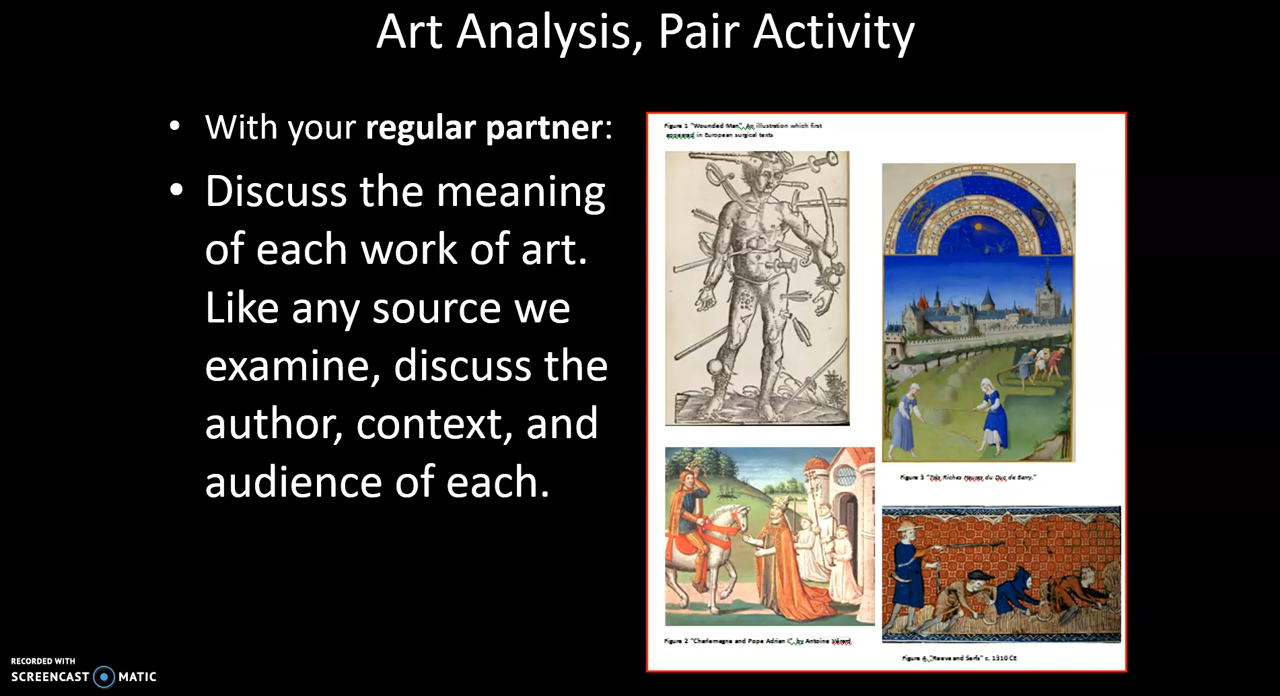 Art Analysis, Pair Activity
• With your regular partner:
• Discuss the meaning
of each work of art.
Like any source we
examine, discuss the
author, context, and
audience of each.
Figure 1 "Wounded Man", An illustration which first
appeared in European surgical texts
Figure 3 "Très Riches Heures du Duc de Berry."
Figure 2 "Charlemagne and Pope Adrian I", by Antoine Vérard
Figure 4 "Reeve and Serfs" c. 1310 CE
RECORDED WITH
SCREENCAST MATIC